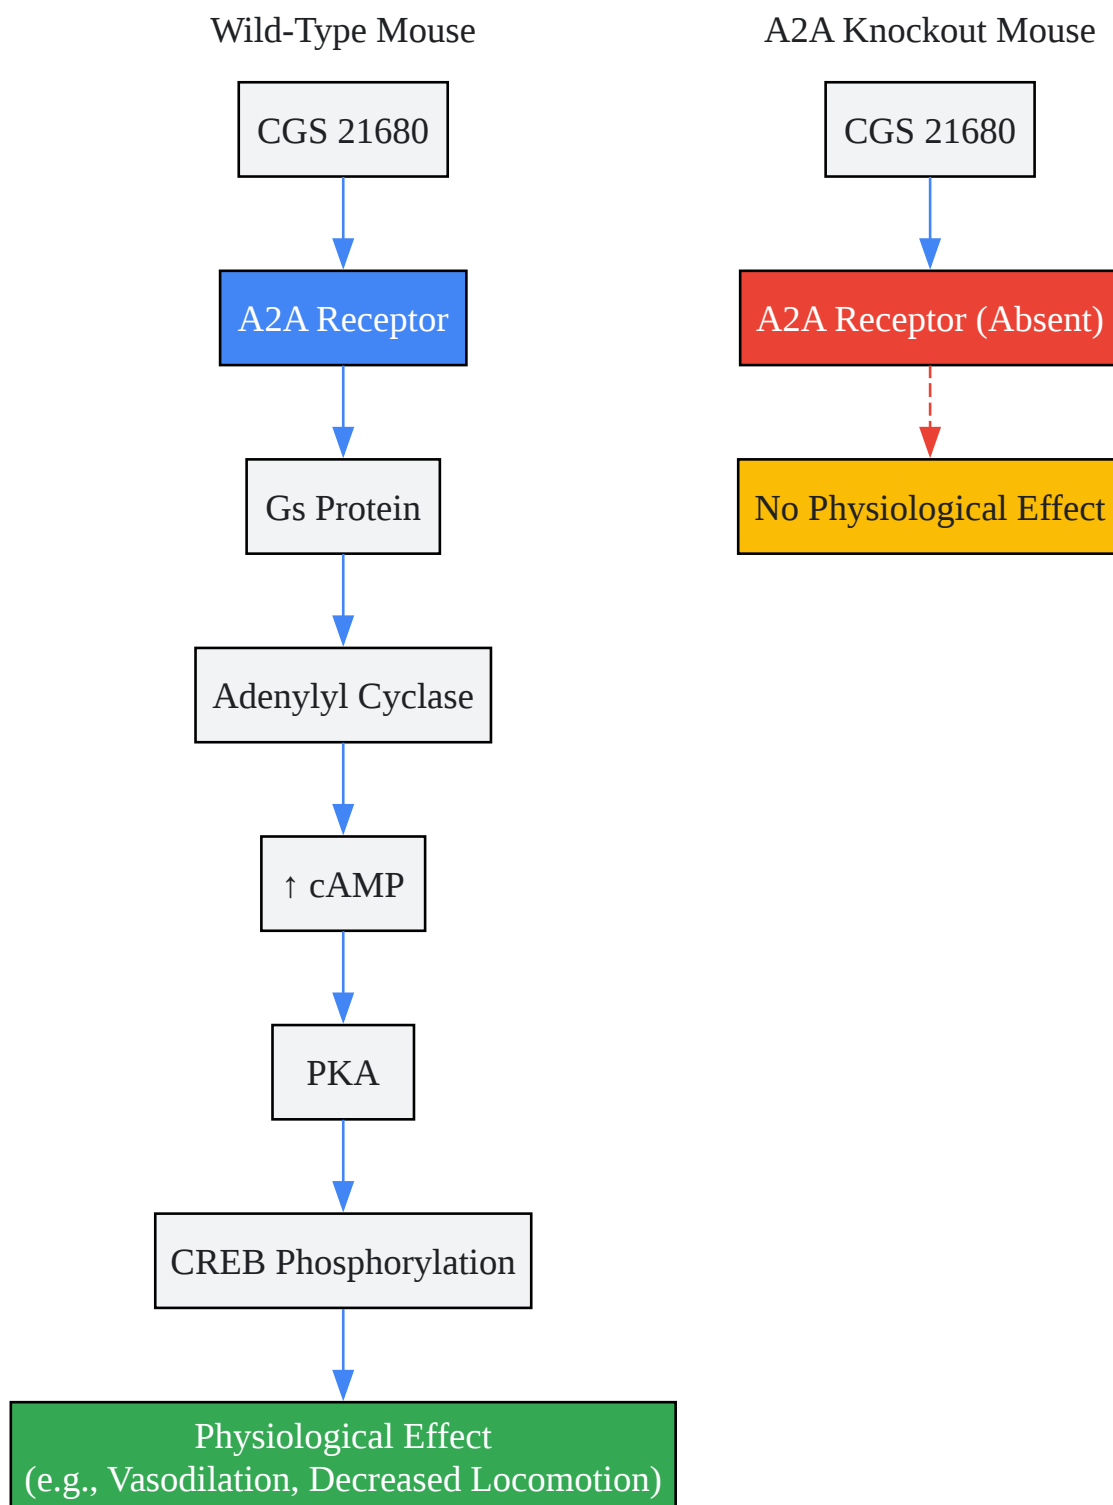 Wild-Type Mouse
CGS 21680
A2A Receptor
Gs Protein
Adenylyl Cyclase
↑ cAMP
PKA
CREB Phosphorylation
Physiological Effect
(e.g., Vasodilation, Decreased Locomotion)
A2A Knockout Mouse
CGS 21680
A2A Receptor (Absent)
No Physiological Effect